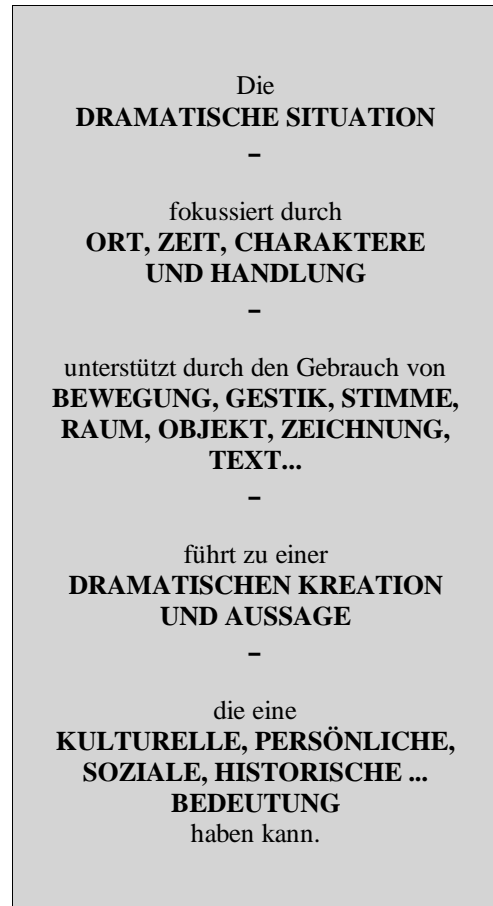 Die
DRAMATISCHE SITUATION
–
fokussiert durch
ORT, ZEIT, CHARAKTERE
UND HANDLUNG
–
unterstützt durch den Gebrauch von
BEWEGUNG, GESTIK, STIMME,
RAUM, OBJEKT, ZEICHNUNG,
TEXT...
–
führt zu einer
DRAMATISCHEN KREATION
UND AUSSAGE
–
die eine
KULTURELLE, PERSÖNLICHE,
SOZIALE, HISTORISCHE ...
BEDEUTUNG
haben kann.